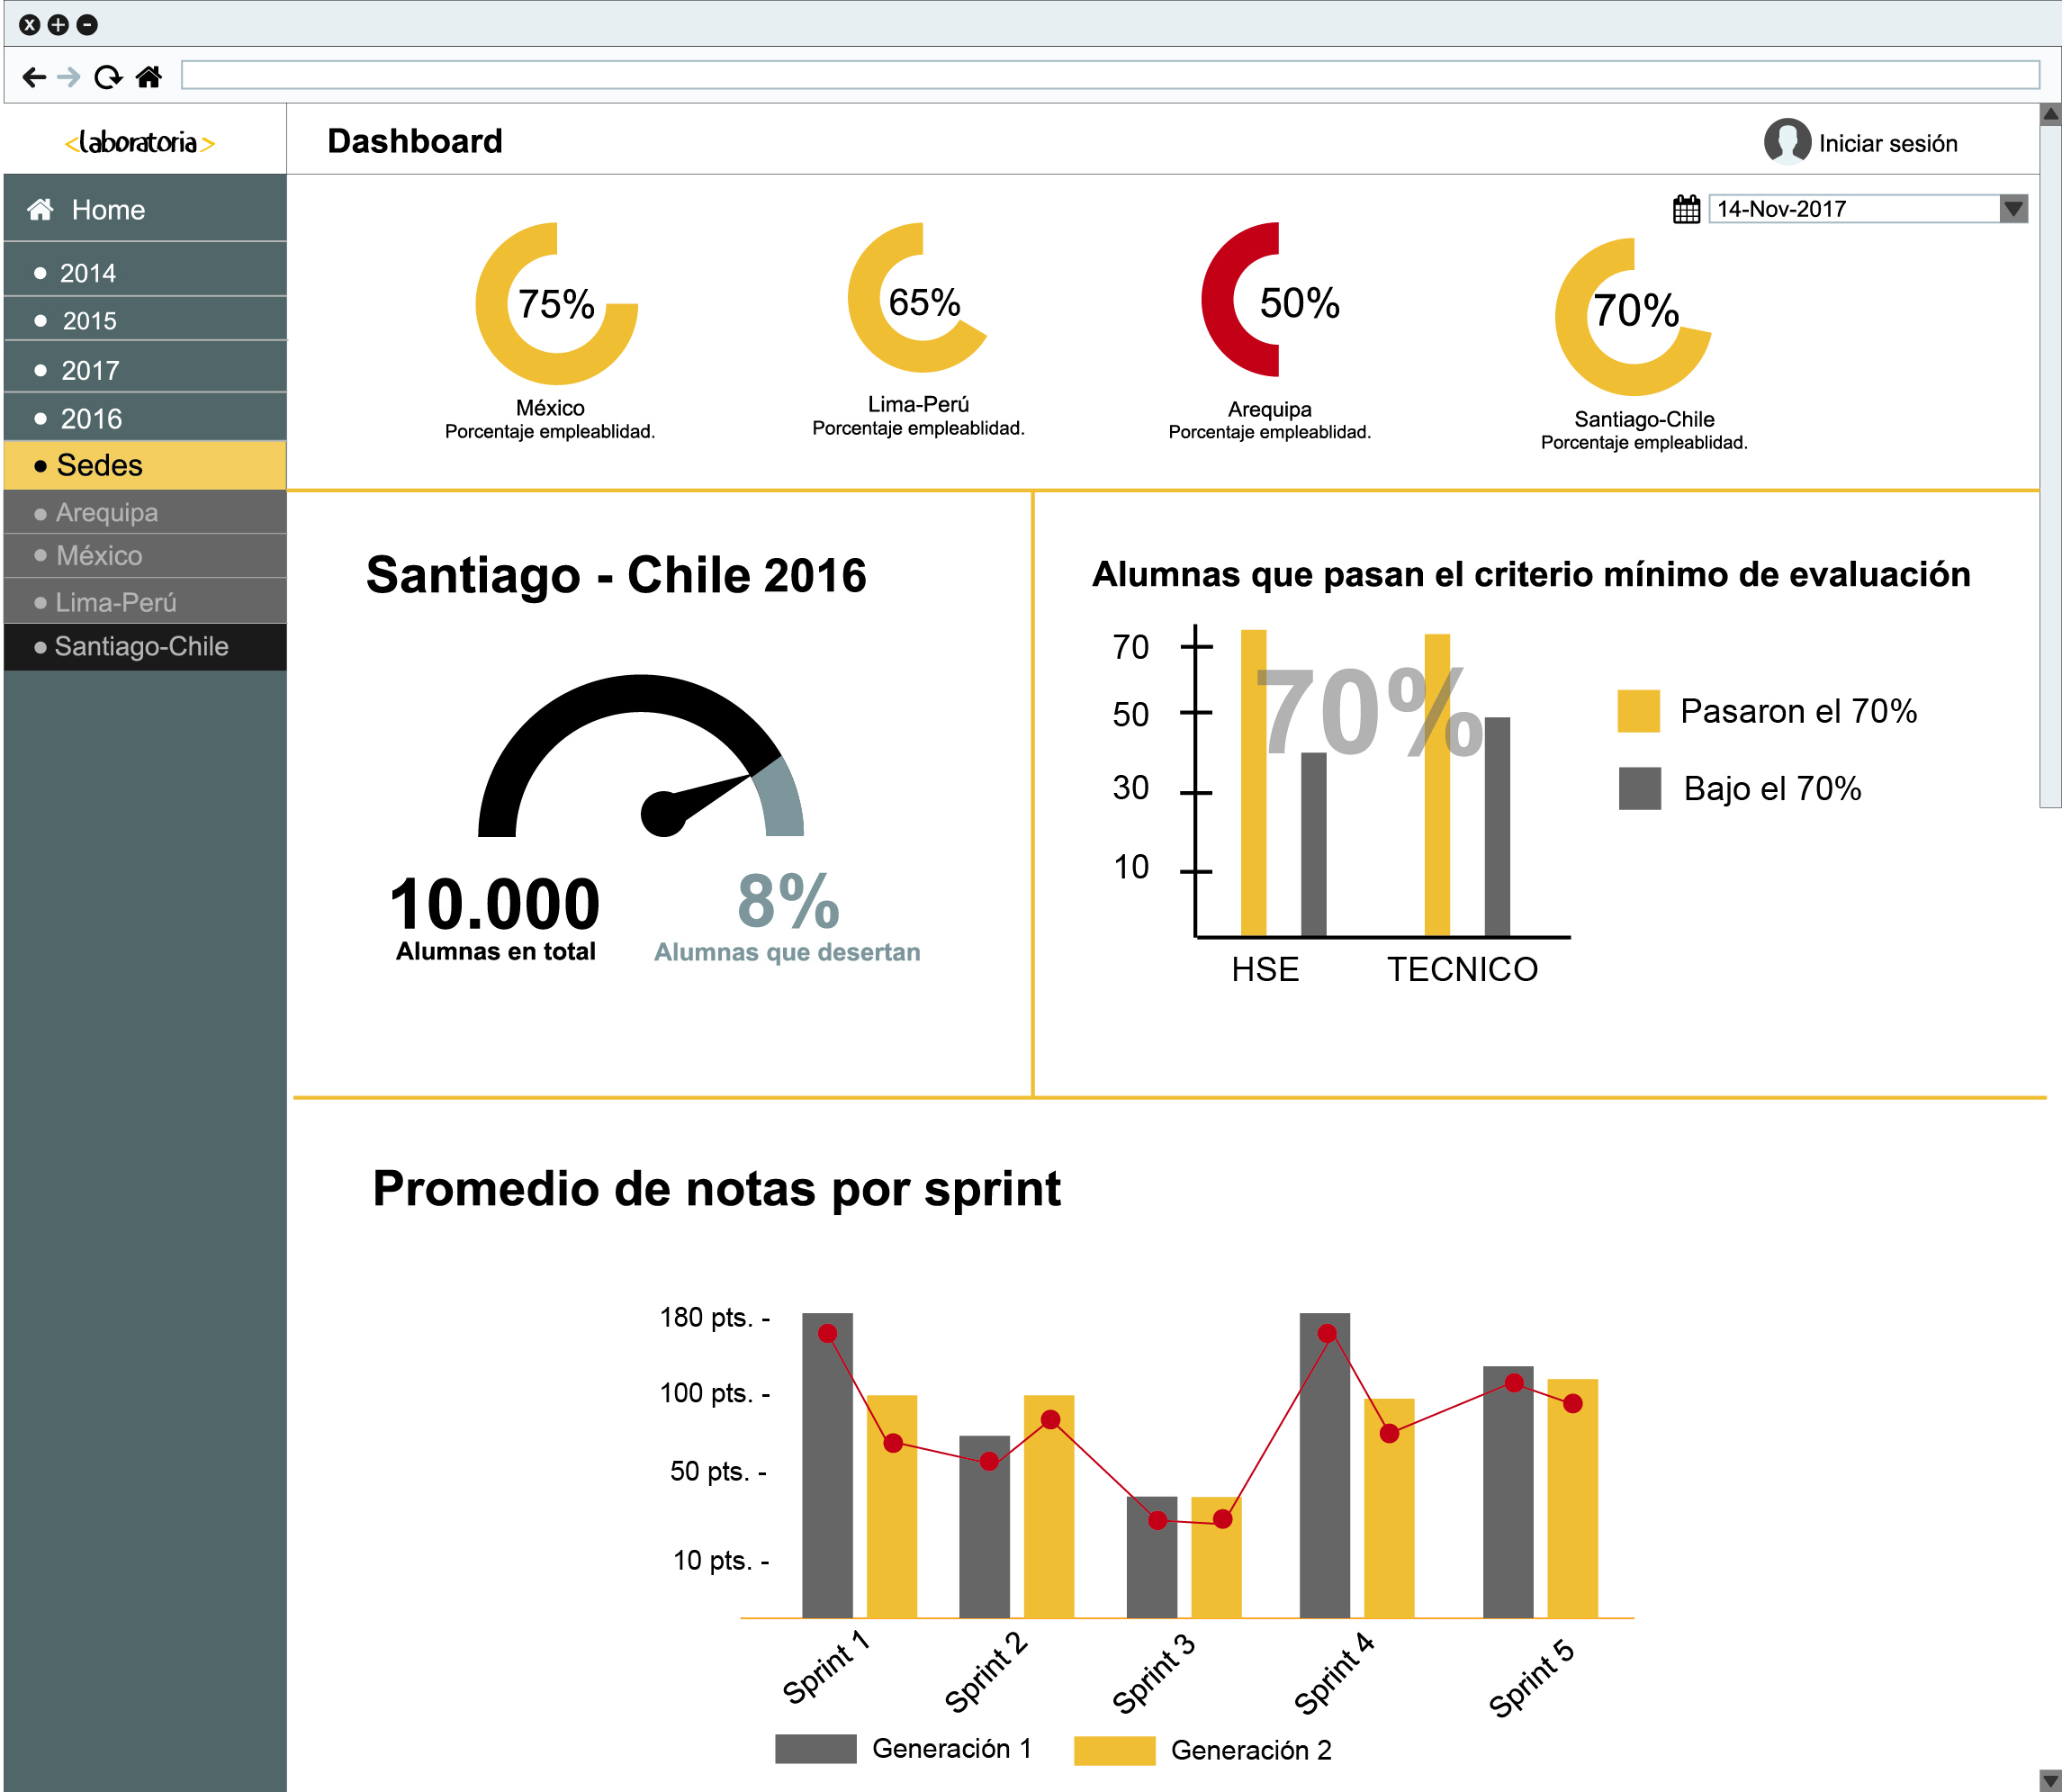 <Laboratoria>
Dashboard
Iniciar sesión
Home
2014
2015
2017
2016
Sedes
Arequipa
México
Lima-Perú
Santiago-Chile
14-Nov-2017
75%
México
Porcentaje empleablidad.
65%
Lima-Perú
Porcentaje empleablidad.
50%
Arequipa
Porcentaje empleablidad.
70%
Santiago-Chile
Porcentaje empleablidad.
Santiago - Chile 2016
10.000
Alumnas en total
8%
Alumnas que desertan
Alumnas que pasan el criterio mínimo de evaluación
70
50
30
10
70%
HSE
TECNICO
Pasaron el 70%
Bajo el 70%
Promedio de notas por sprint
180 pts. -
100 pts. -
50 pts. -
10 pts. -
Sprint 1
Sprint 2
Sprint 3
Sprint 4
Sprint 5
Generación 1
Generación 2